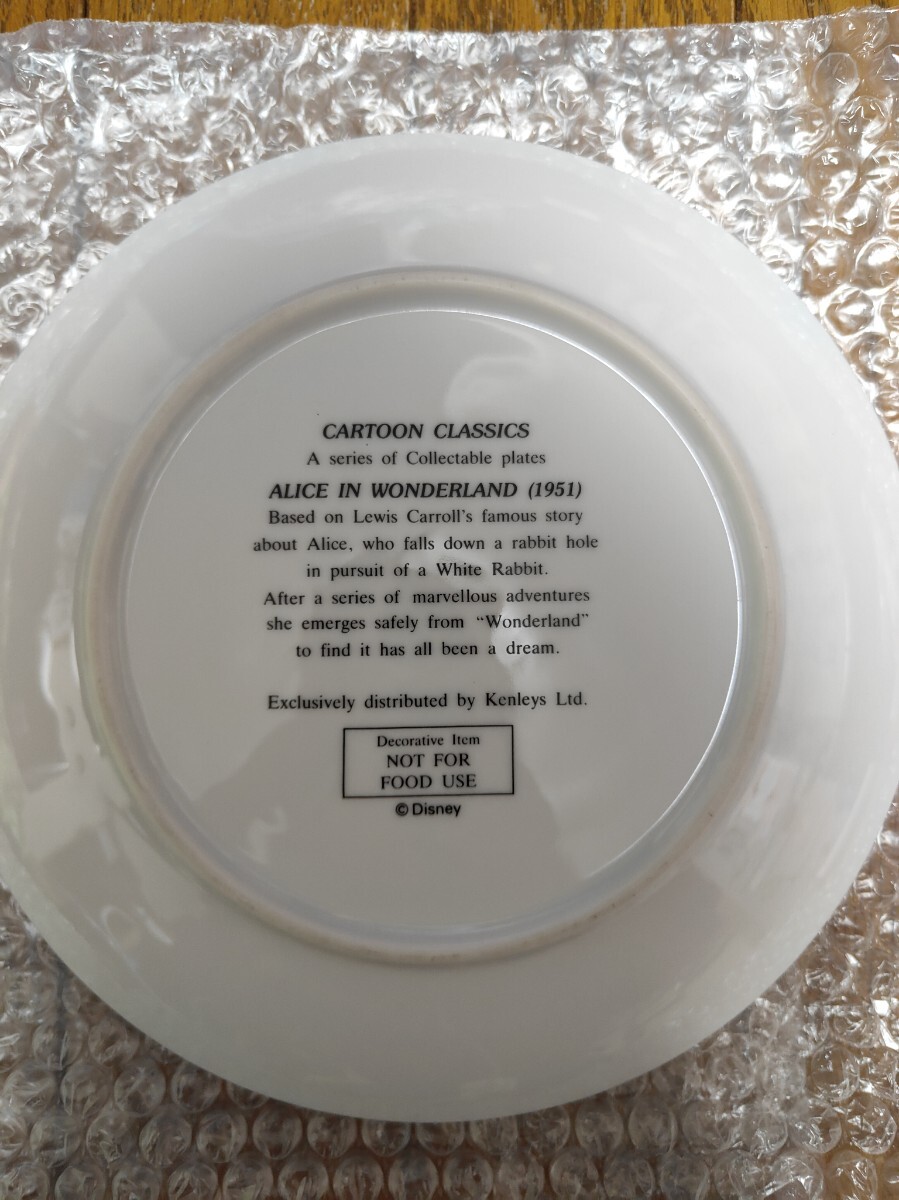 CARTOON CLASSICS
A series of Collectable plates
ALICE IN WONDERLAND (1951)
Based on Lewis Carroll's famous story
about Alice, who falls down a rabbit hole
in pursuit of a White Rabbit.
After a series of marvellous adventures
she emerges safely from "Wonderland"
to find it has all been a dream.
Exclusively distributed by Kenleys Ltd.
Decorative Item
NOT FOR
FOOD USE
© Disney